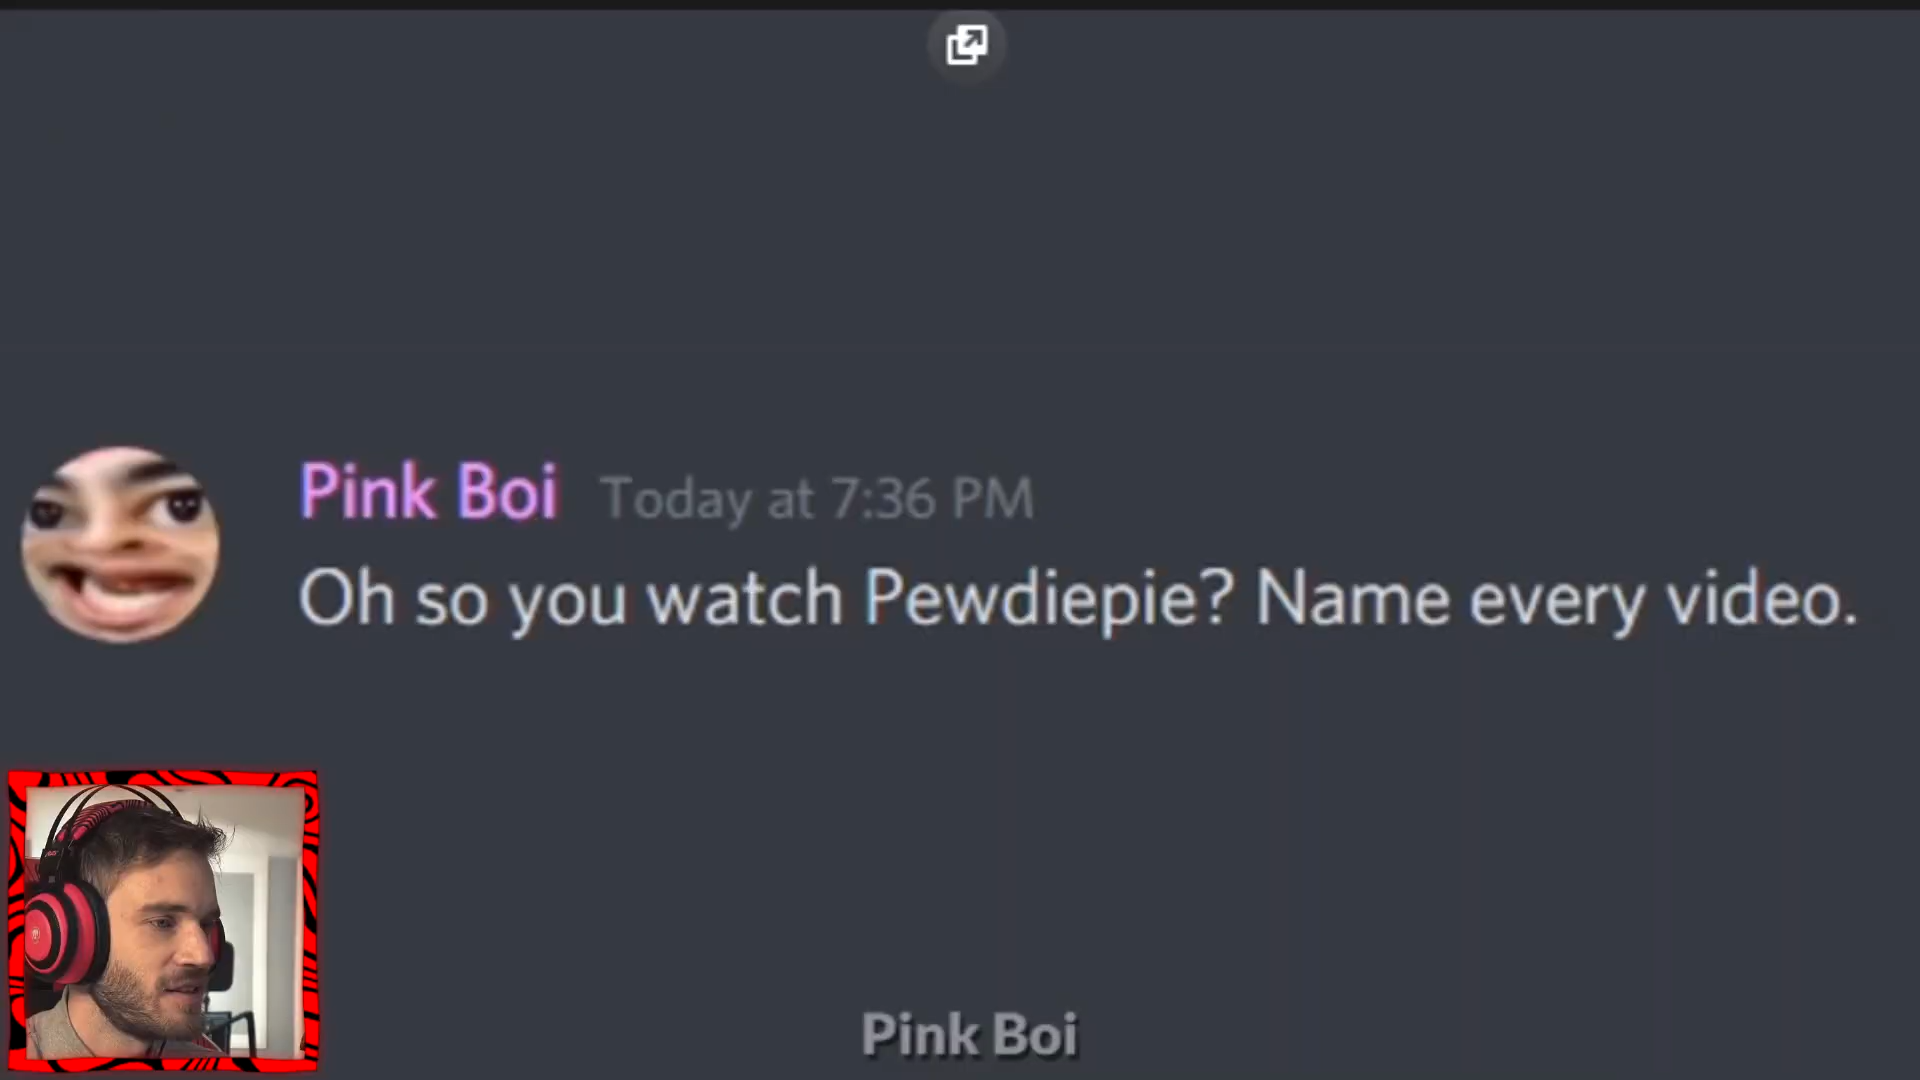 Pink Boi Today at 7:36 PM
Oh so you watch Pewdiepie? Name every video.
Pink Boi